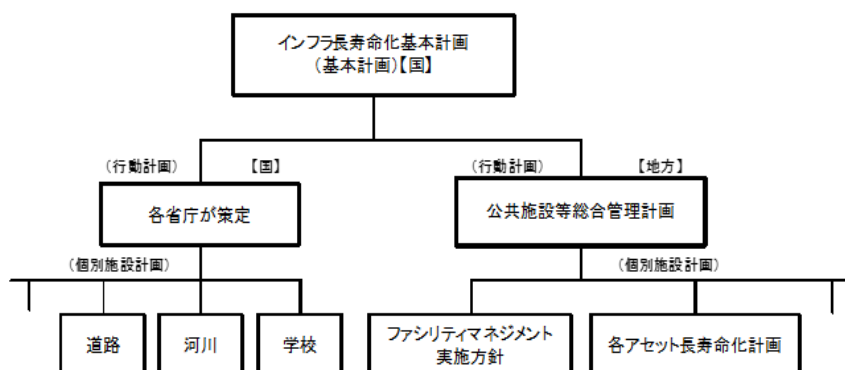 インフラ長寿命化基本計画
(基本計画)【国】
(行動計画) 【国】
(行動計画) 【地方】
各省庁が策定
公共施設等総合管理計画
(個別施設計画)
(個別施設計画)
道路
河川
学校
ファシリティマネジメント
実施方針
各アセット長寿命化計画